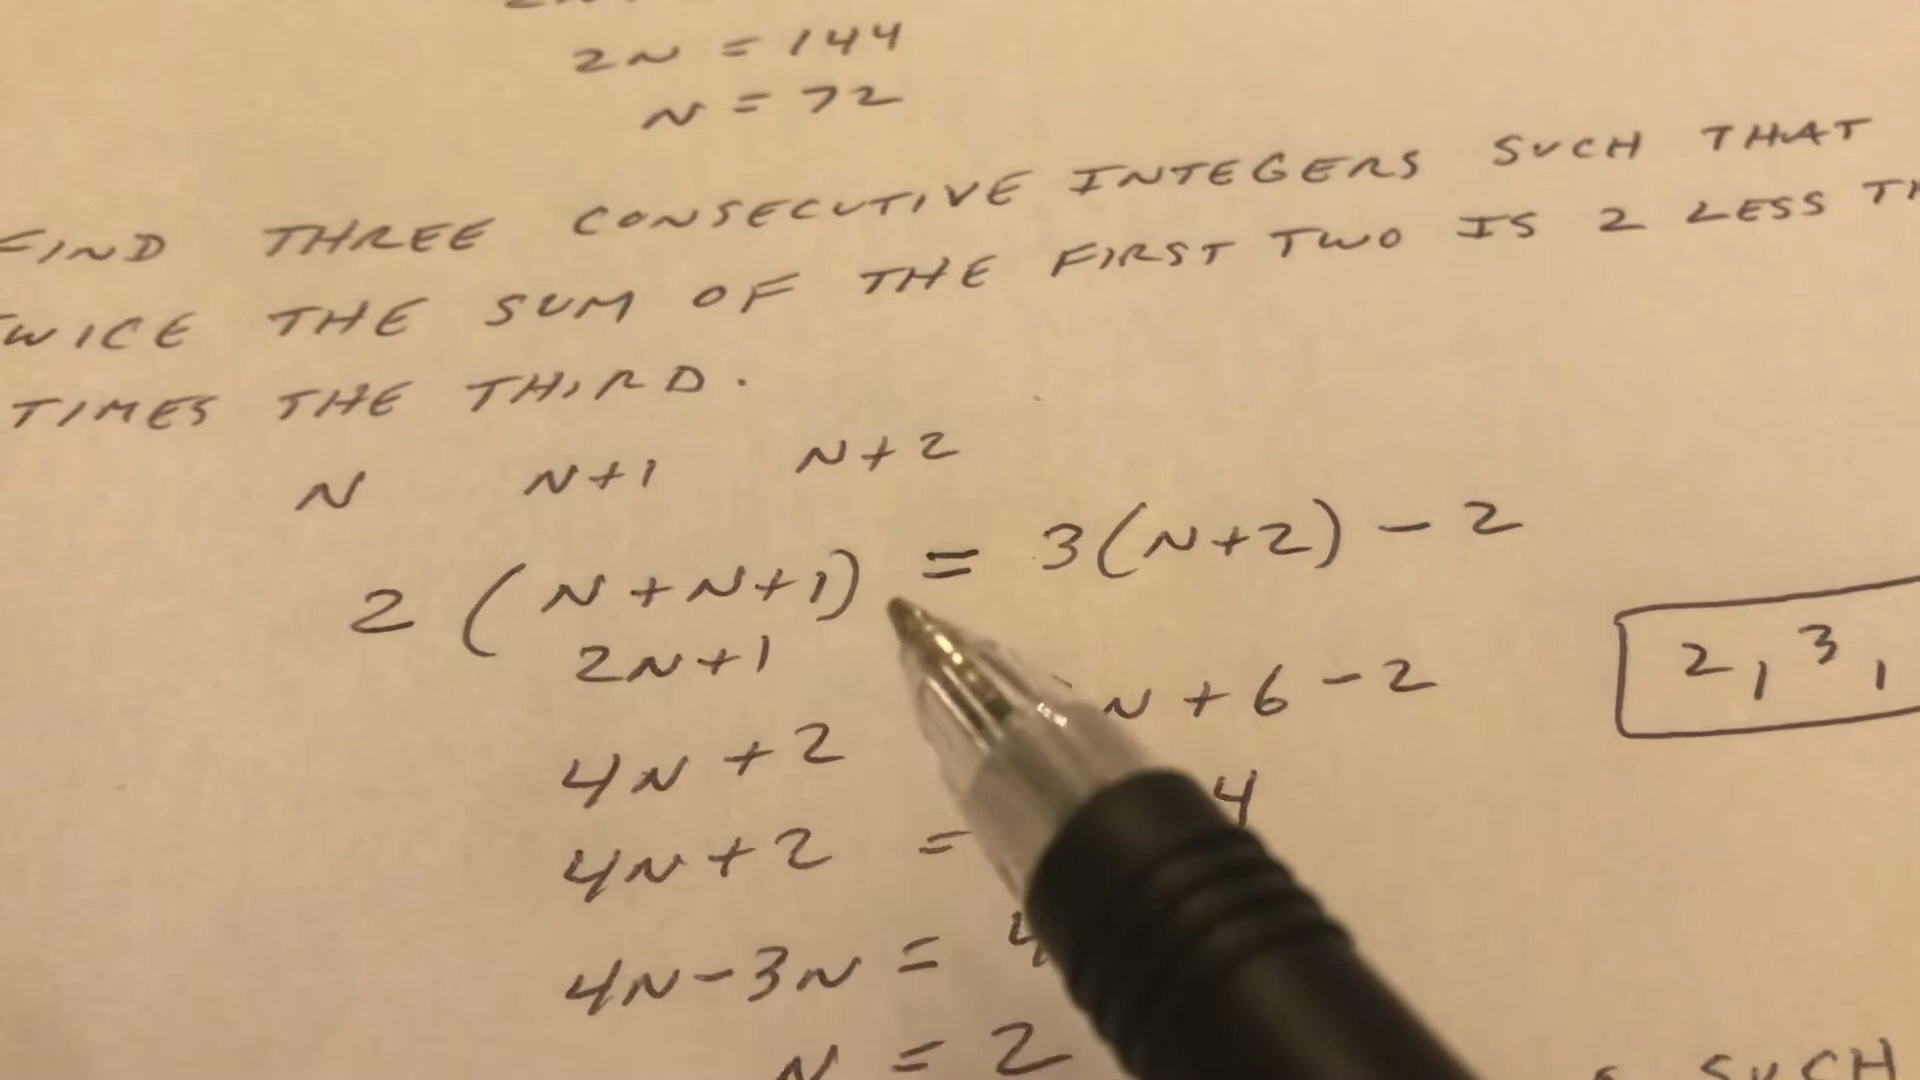 2N = 144
N = 72
FIND THREE CONSECUTIVE INTEGERS SUCH THAT
TWICE THE SUM OF THE FIRST TWO IS 2 LESS
TIMES THE THIRD.
N N+1 N+2
2 (N+N+1) = 3(N+2) - 2
2N+1
4N + 2 N + 6 - 2
2, 3,
4N + 2 = 4
4N - 3N = 4
N = 2
SUCH